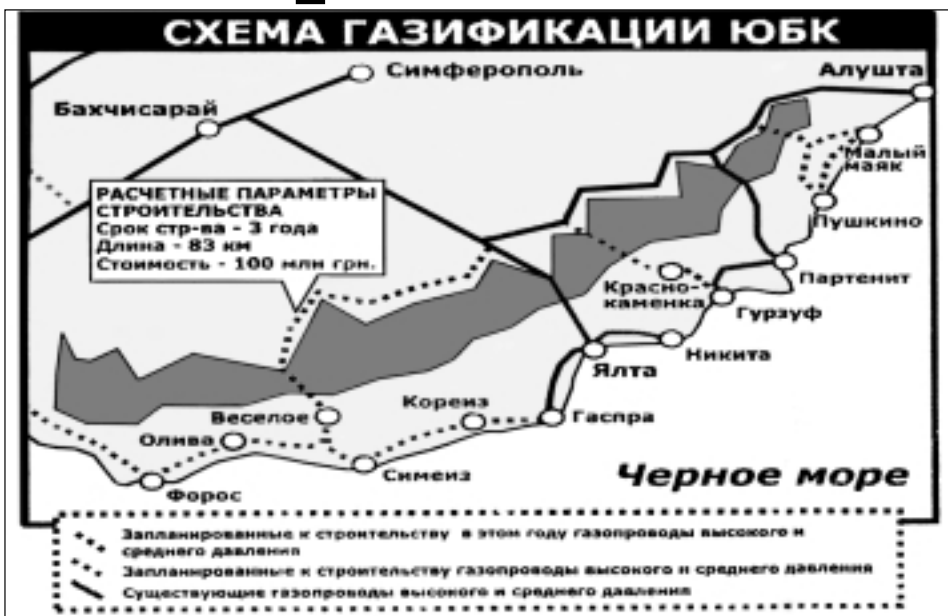 СХЕМА ГАЗИФИКАЦИИ ЮБК
Симферополь
Алушта
Бахчисарай
Малый
маяк
РАСЧЕТНЫЕ ПАРАМЕТРЫ
СТРОИТЕЛЬСТВА
Срок стр-ва - 3 года
Длина - 83 км
Стоимость - 100 млн грн.
Пушкино
Партенит
Красно-
каменка
Гурзуф
Никита
Ялта
Кореиз
Гаспра
Веселое
Олива
Симеиз
Форос
Черное море
Запланированные к строительству в этом году газопроводы высокого и
среднего давления
Запланированные к строительству газопроводы высокого и среднего давления
Существующие газопроводы высокого и среднего давления